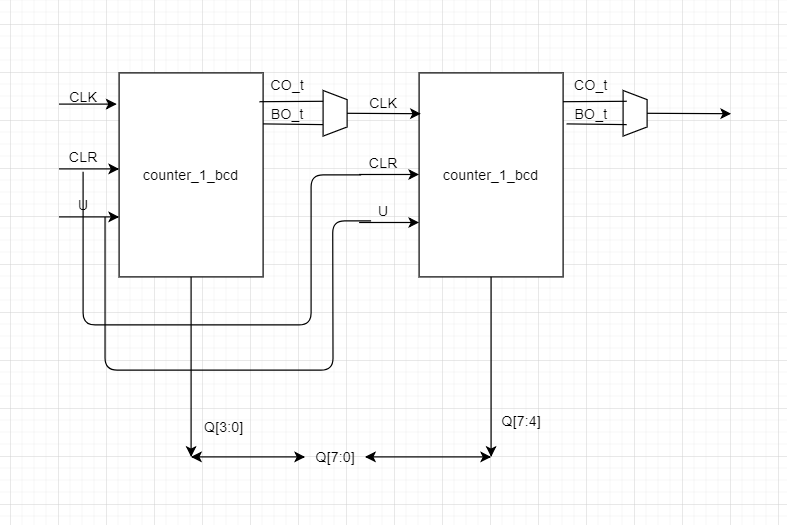 CO_t
CO_t
CLK
CLK
BO_t
BO_t
CLR
CLR
counter_1_bcd
counter_1_bcd
U
U
Q[3:0]
Q[7:4]
Q[7:0]